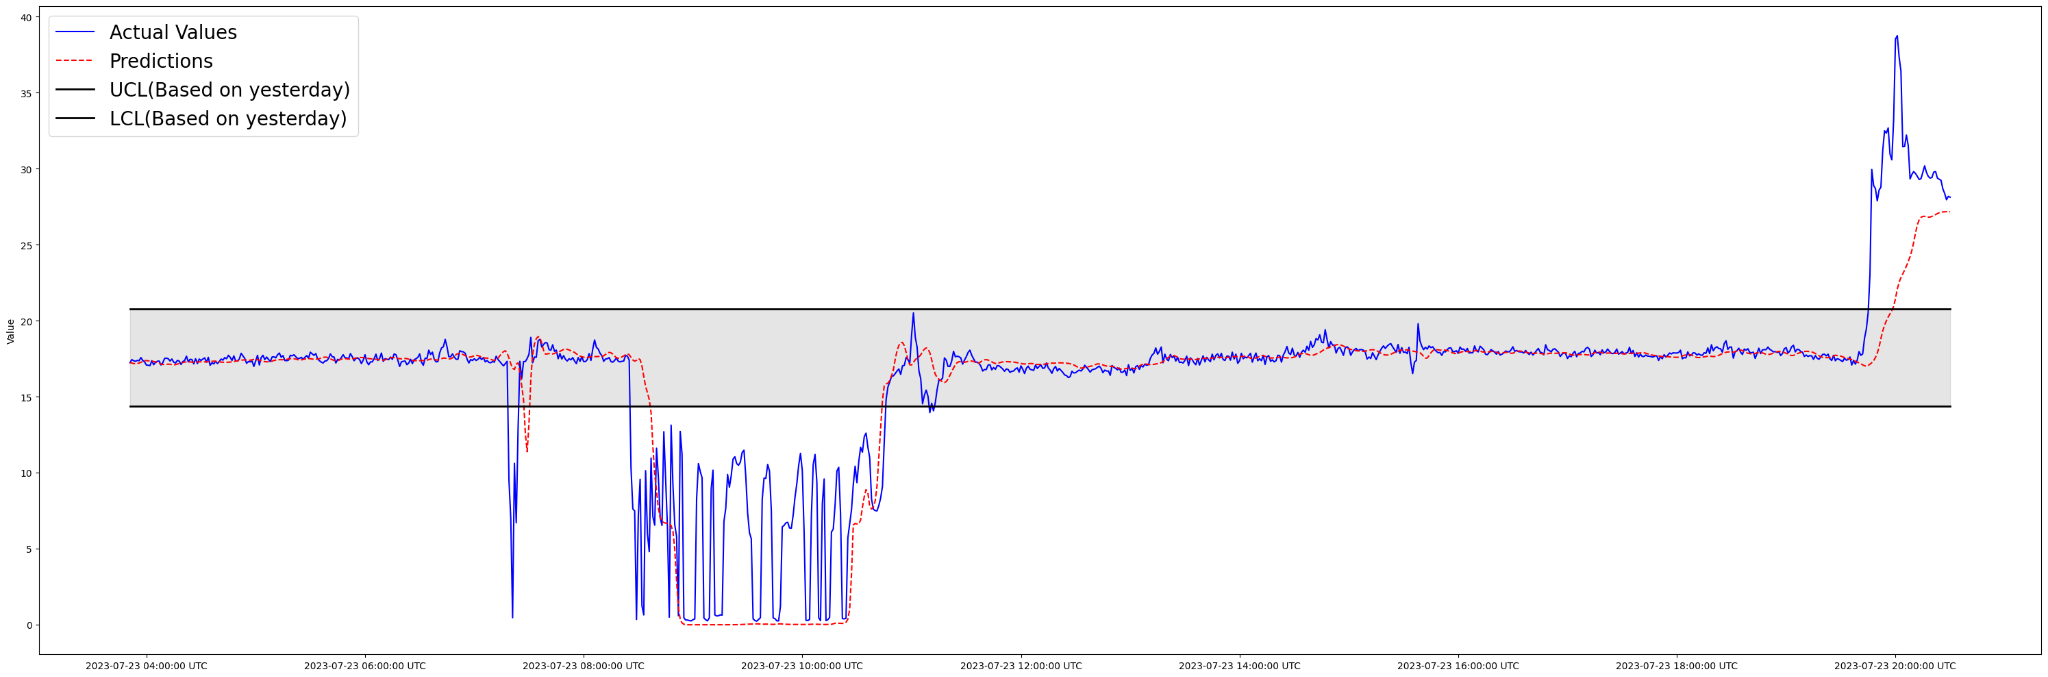 Actual Values
Predictions
UCL(Based on yesterday)
LCL(Based on yesterday)
40
35
30
25
20
15
10
5
0
Value
2023-07-23 04:00:00 UTC
2023-07-23 06:00:00 UTC
2023-07-23 08:00:00 UTC
2023-07-23 10:00:00 UTC
2023-07-23 12:00:00 UTC
2023-07-23 14:00:00 UTC
2023-07-23 16:00:00 UTC
2023-07-23 18:00:00 UTC
2023-07-23 20:00:00 UTC